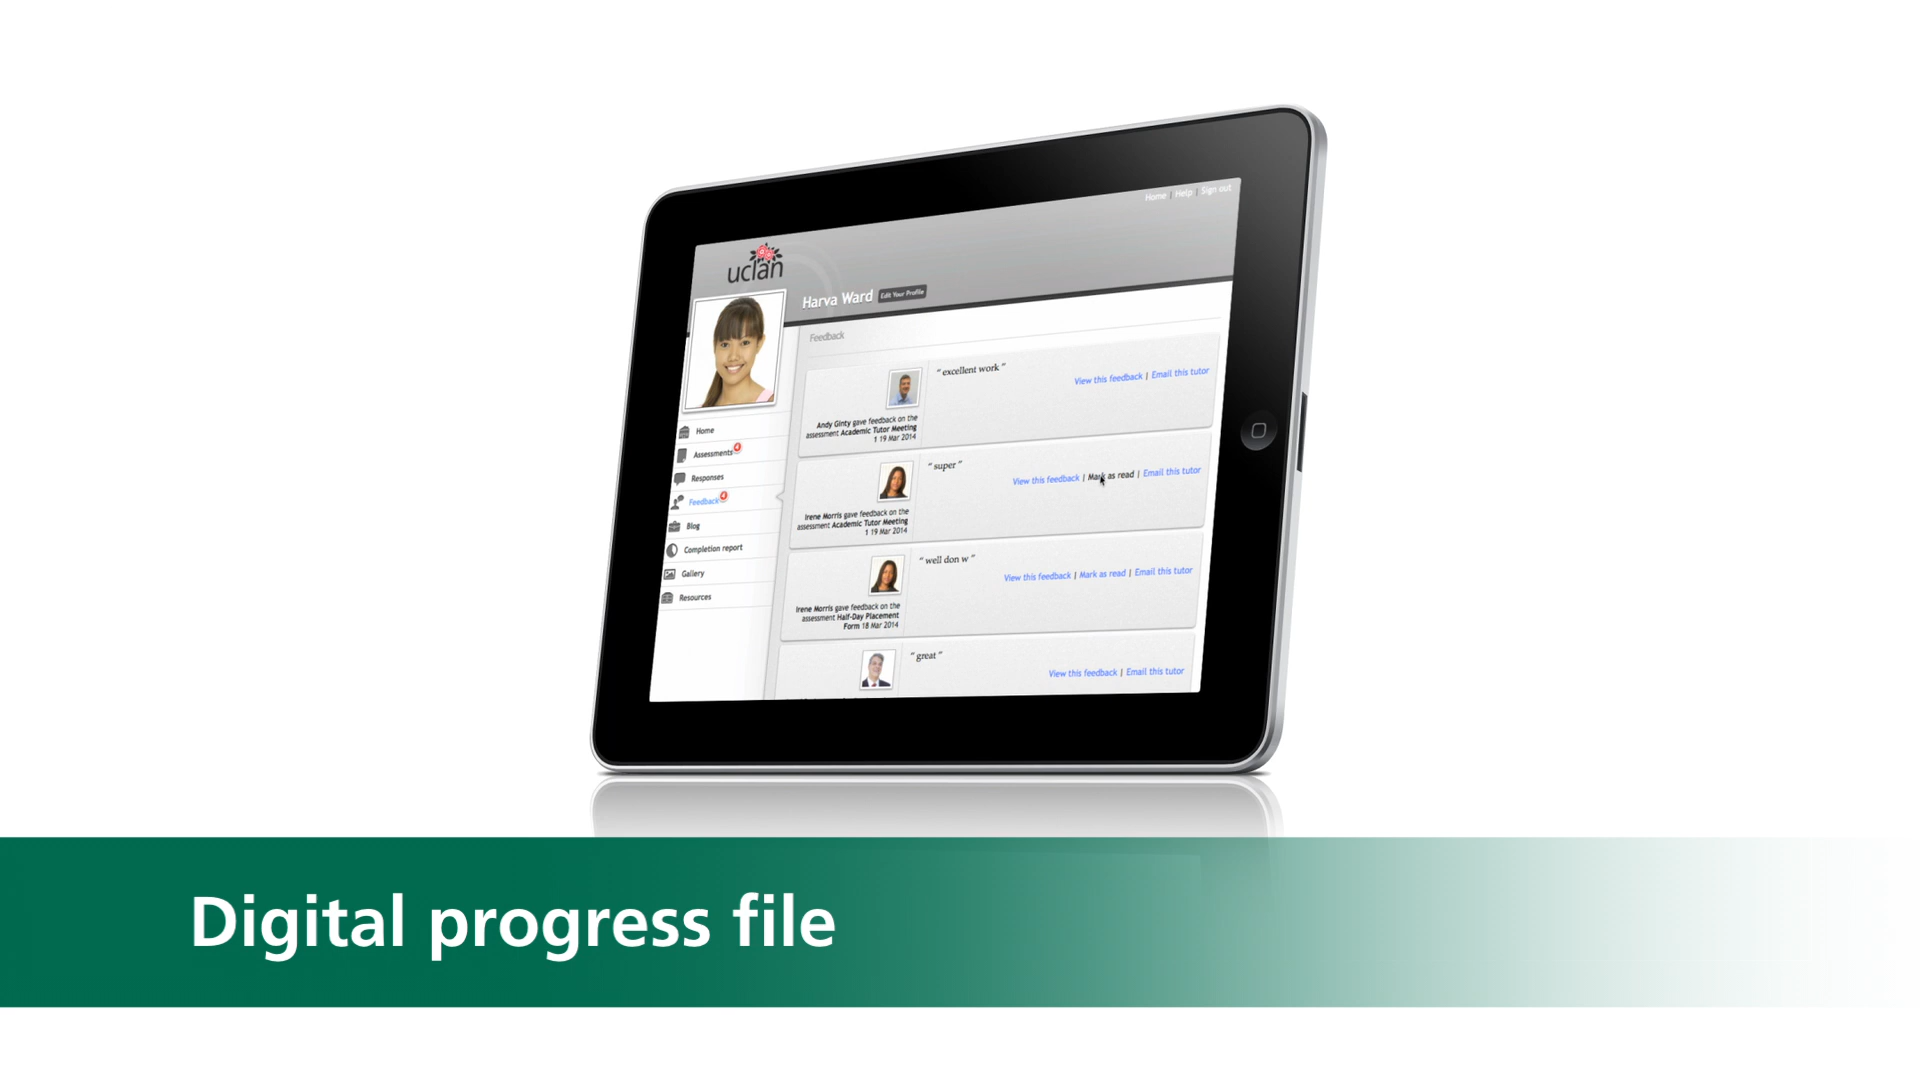 Home | Help | Sign out
uclan
Harva Ward Edit Your Profile
Feedback
Home
Assessments 4
Responses
Feedback 4
Blog
Completion report
Gallery
Resources
“ excellent work ”
View this feedback | Email this tutor
Andy Ginty gave feedback on the
assessment Academic Tutor Meeting
1 19 Mar 2014
“ super ”
View this feedback | Mark as read | Email this tutor
Irene Morris gave feedback on the
assessment Academic Tutor Meeting
1 19 Mar 2014
“ well don w ”
View this feedback | Mark as read | Email this tutor
Irene Morris gave feedback on the
assessment Half-Day Placement
Form 18 Mar 2014
“ great ”
View this feedback | Email this tutor
Digital progress file